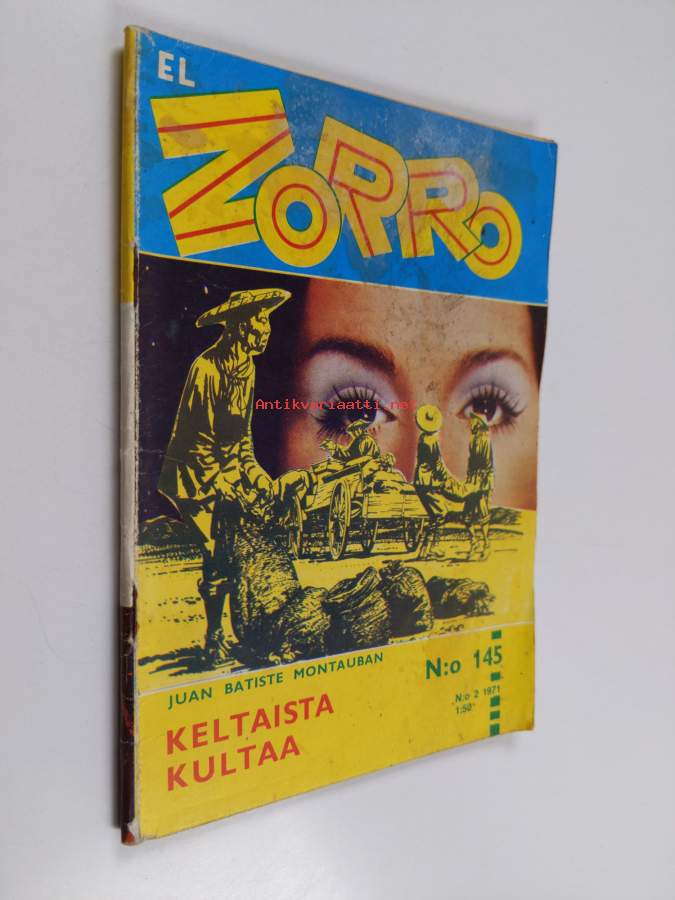 EL
ZORRO
Antikvariaatti.net
JUAN BATISTE MONTAUBAN
N:o 145
N:o 2 1971
1:50
KELTAISTA
KULTAA